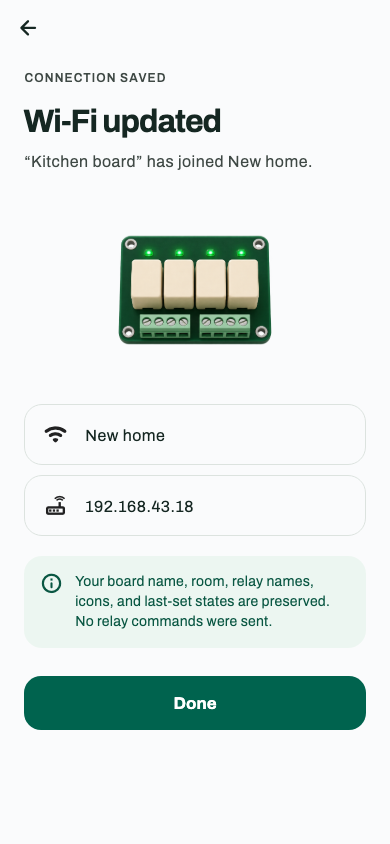 CONNECTION SAVED
Wi-Fi updated
“Kitchen board” has joined New home.
New home
192.168.43.18
Your board name, room, relay names,
icons, and last-set states are preserved.
No relay commands were sent.
Done